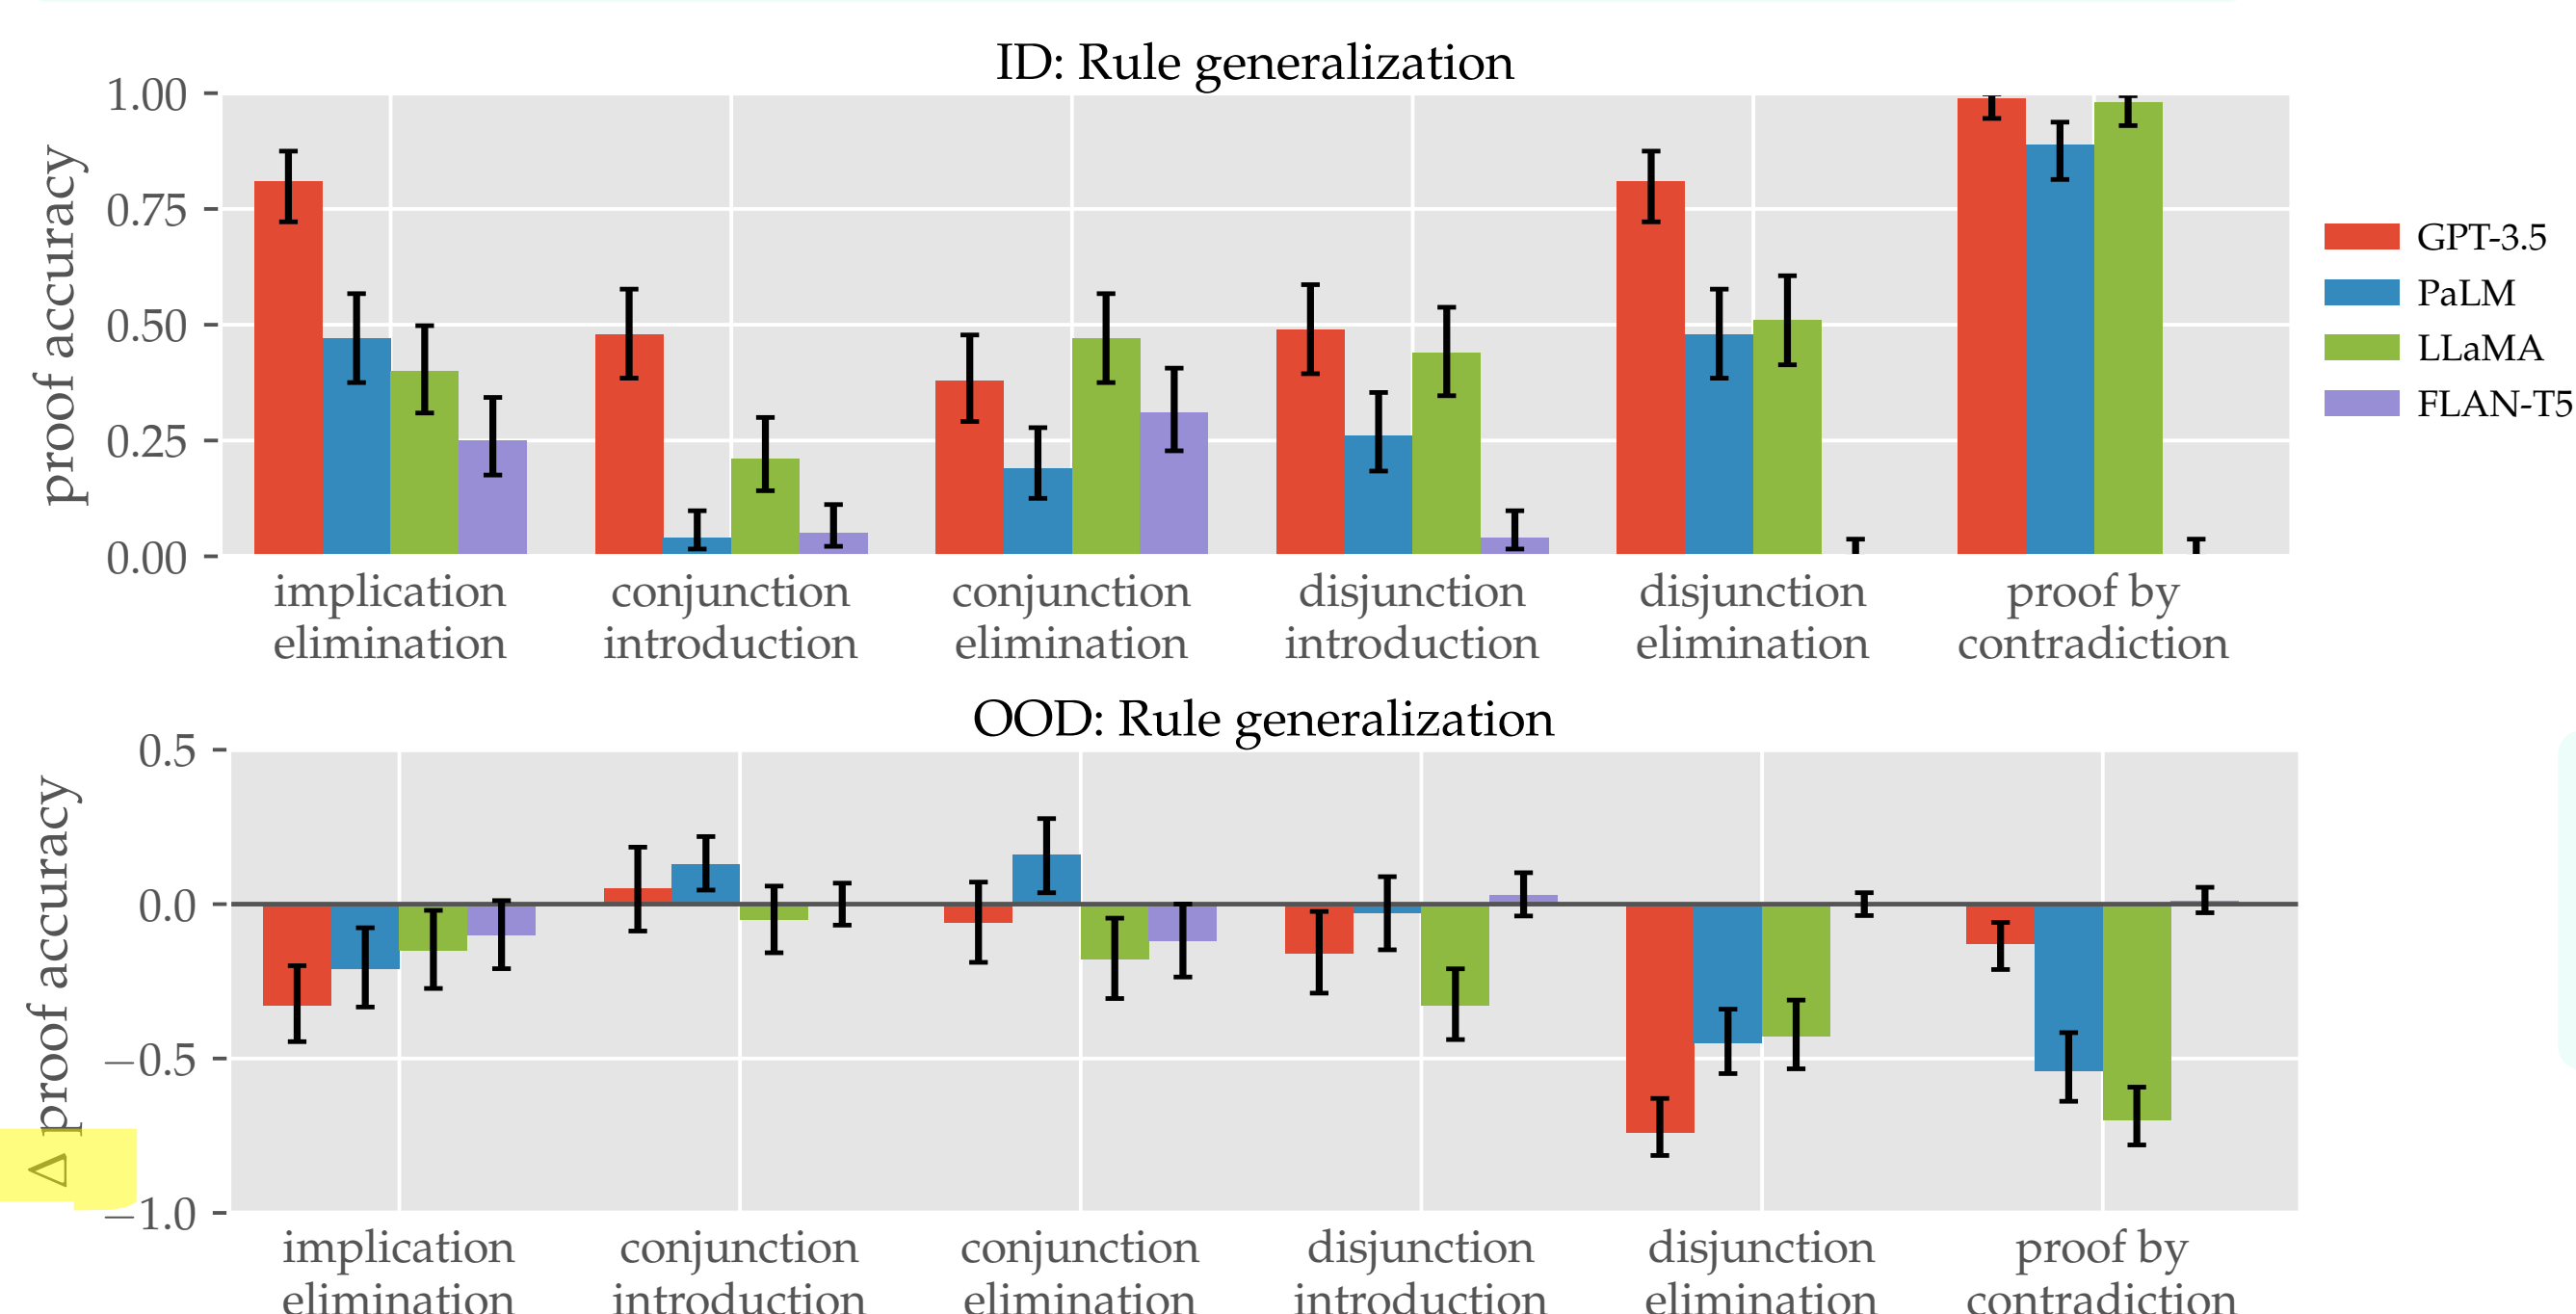 ID: Rule generalization
proof accuracy
1.00
0.75
0.50
0.25
0.00
implication
elimination
conjunction
introduction
conjunction
elimination
disjunction
introduction
disjunction
elimination
proof by
contradiction
GPT-3.5
PaLM
LLaMA
FLAN-T5
OOD: Rule generalization
Δ proof accuracy
0.5
0.0
−0.5
−1.0
implication
elimination
conjunction
introduction
conjunction
elimination
disjunction
introduction
disjunction
elimination
proof by
contradiction